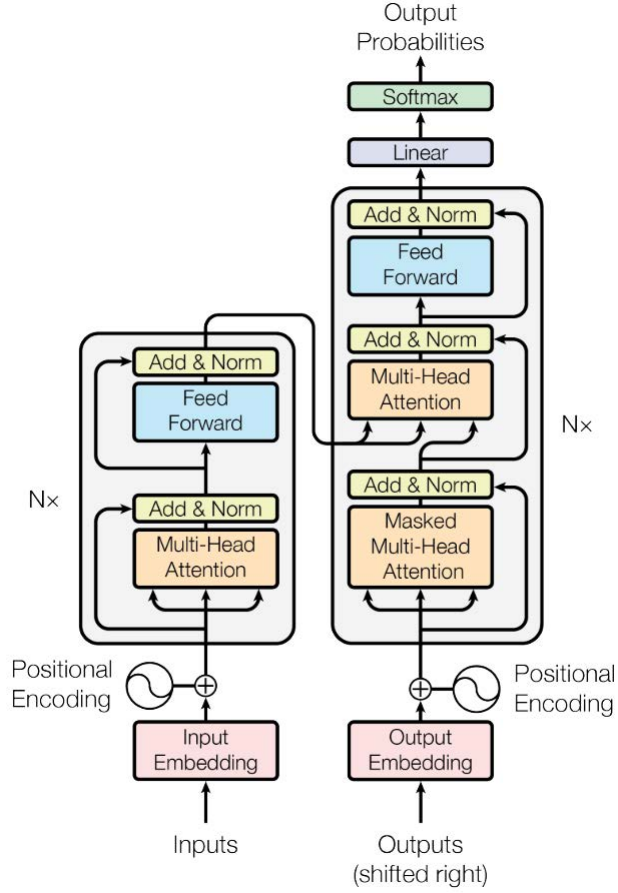 Output
Probabilities
Softmax
Linear
Add & Norm
Feed
Forward
Add & Norm
Multi-Head
Attention
Add & Norm
Masked
Multi-Head
Attention
N×
Positional
Encoding
Output
Embedding
Outputs
(shifted right)
Add & Norm
Feed
Forward
Add & Norm
Multi-Head
Attention
N×
Positional
Encoding
Input
Embedding
Inputs